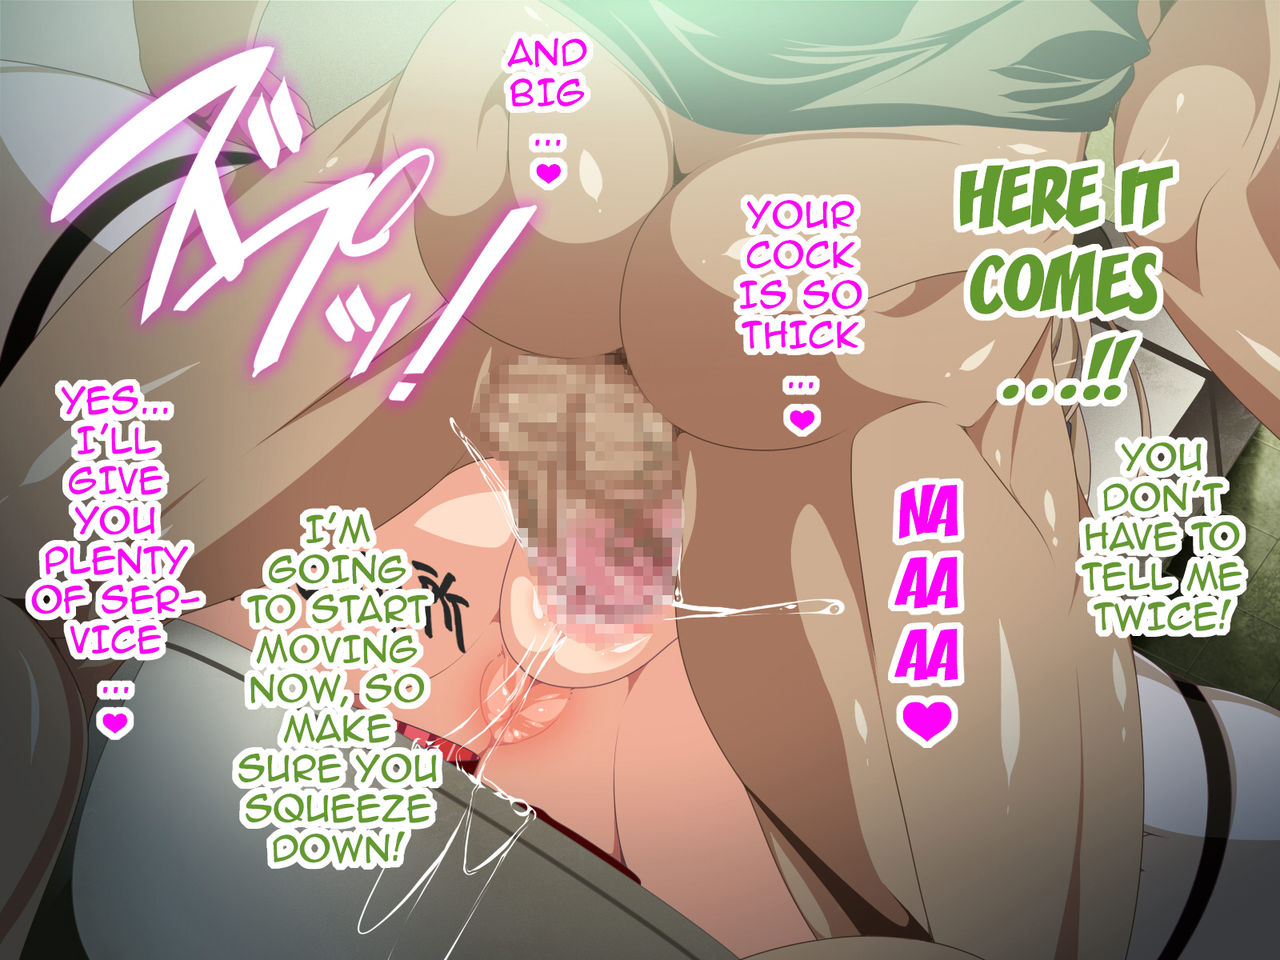 HERE IT
COMES
...!!
YOU
DON'T
HAVE TO
TELL ME
TWICE!
NA
AA
AA♥
YOUR
COCK
IS SO
THICK
...
♥
AND
BIG
...
♥
ズプッ!
I'M
GOING
TO START
MOVING
NOW, SO
MAKE
SURE YOU
SQUEEZE
DOWN!
YES...
I'LL
GIVE
YOU
PLENTY
OF SER-
VICE
...
♥